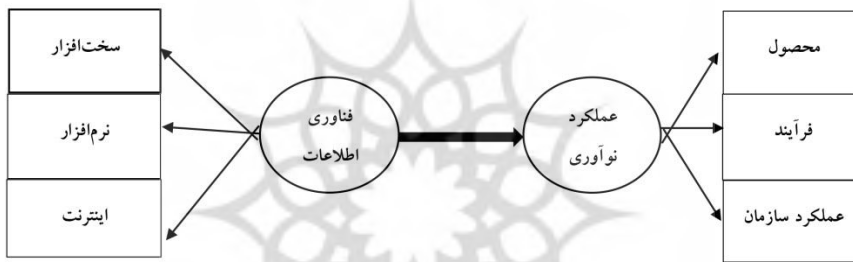 محصول
سخت‌افزار
عملکرد
نوآوری
فناوری
اطلاعات
فرآیند
نرم‌افزار
عملکرد سازمان
اینترنت